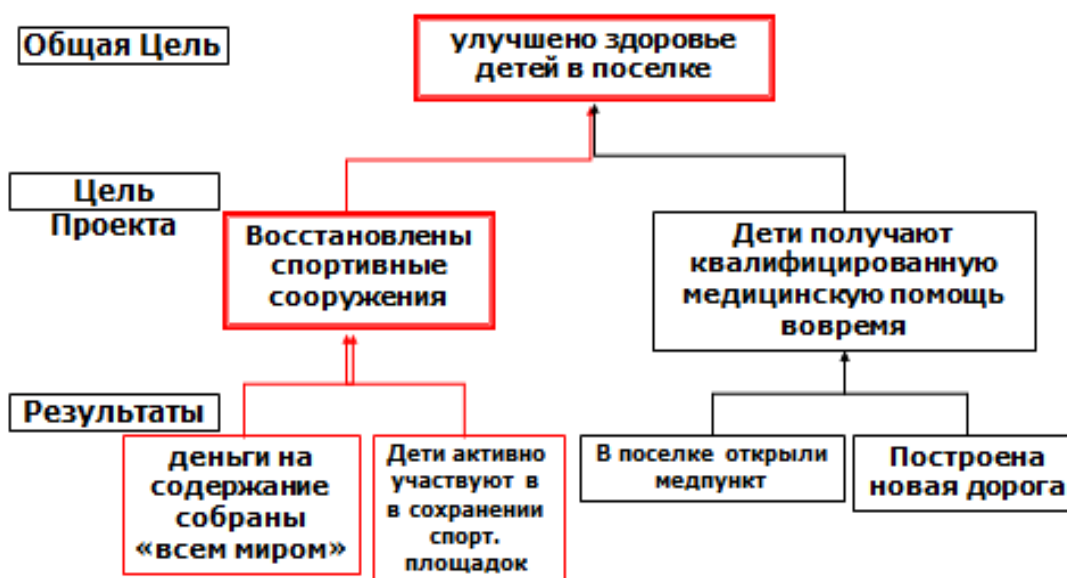 Общая Цель
улучшено здоровье
детей в поселке
Цель
Проекта
Восстановлены
спортивные
сооружения
Дети получают
квалифицированную
медицинскую помощь
вовремя
Результаты
деньги на
содержание
собраны
«всем миром»
Дети активно
участвуют в
в сохранении
спорт.
площадок
В поселке открыли
медпункт
Построена
новая дорога